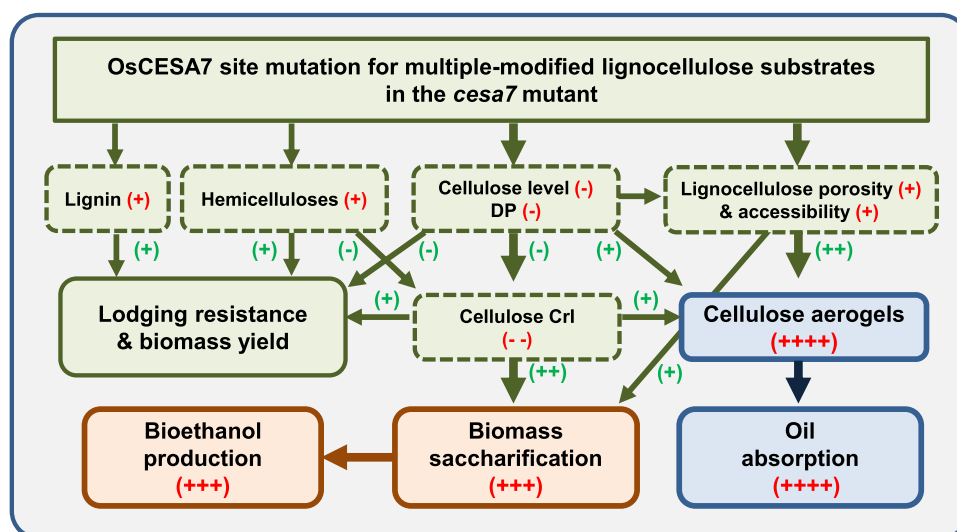 OsCESA7 site mutation for multiple-modified lignocellulose substrates
in the cesa7 mutant
Lignin (+)
Hemicelluloses (+)
Cellulose level (-)
DP (-)
Lignocellulose porosity (+)
& accessibility (+)
(+)
(+)
(-)
(-)
(-)
(+)
(++)
Lodging resistance
& biomass yield
(+)
Cellulose CrI
(- -)
(+)
Cellulose aerogels
(++++)
(++)
(+)
Bioethanol
production
(+++)
Biomass
saccharification
(+++)
Oil
absorption
(++++)